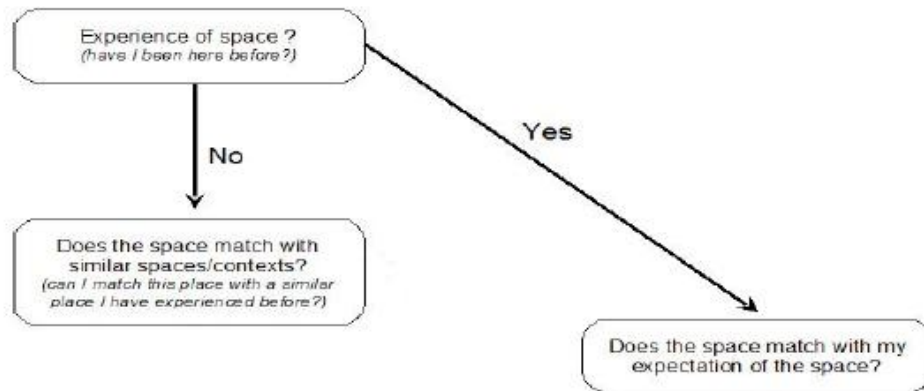 Experience of space ?
(have I been here before?)
No
Yes
Does the space match with
similar spaces/contexts?
(can I match this place with a similar
place I have experienced before?)
Does the space match with my
expectation of the space?